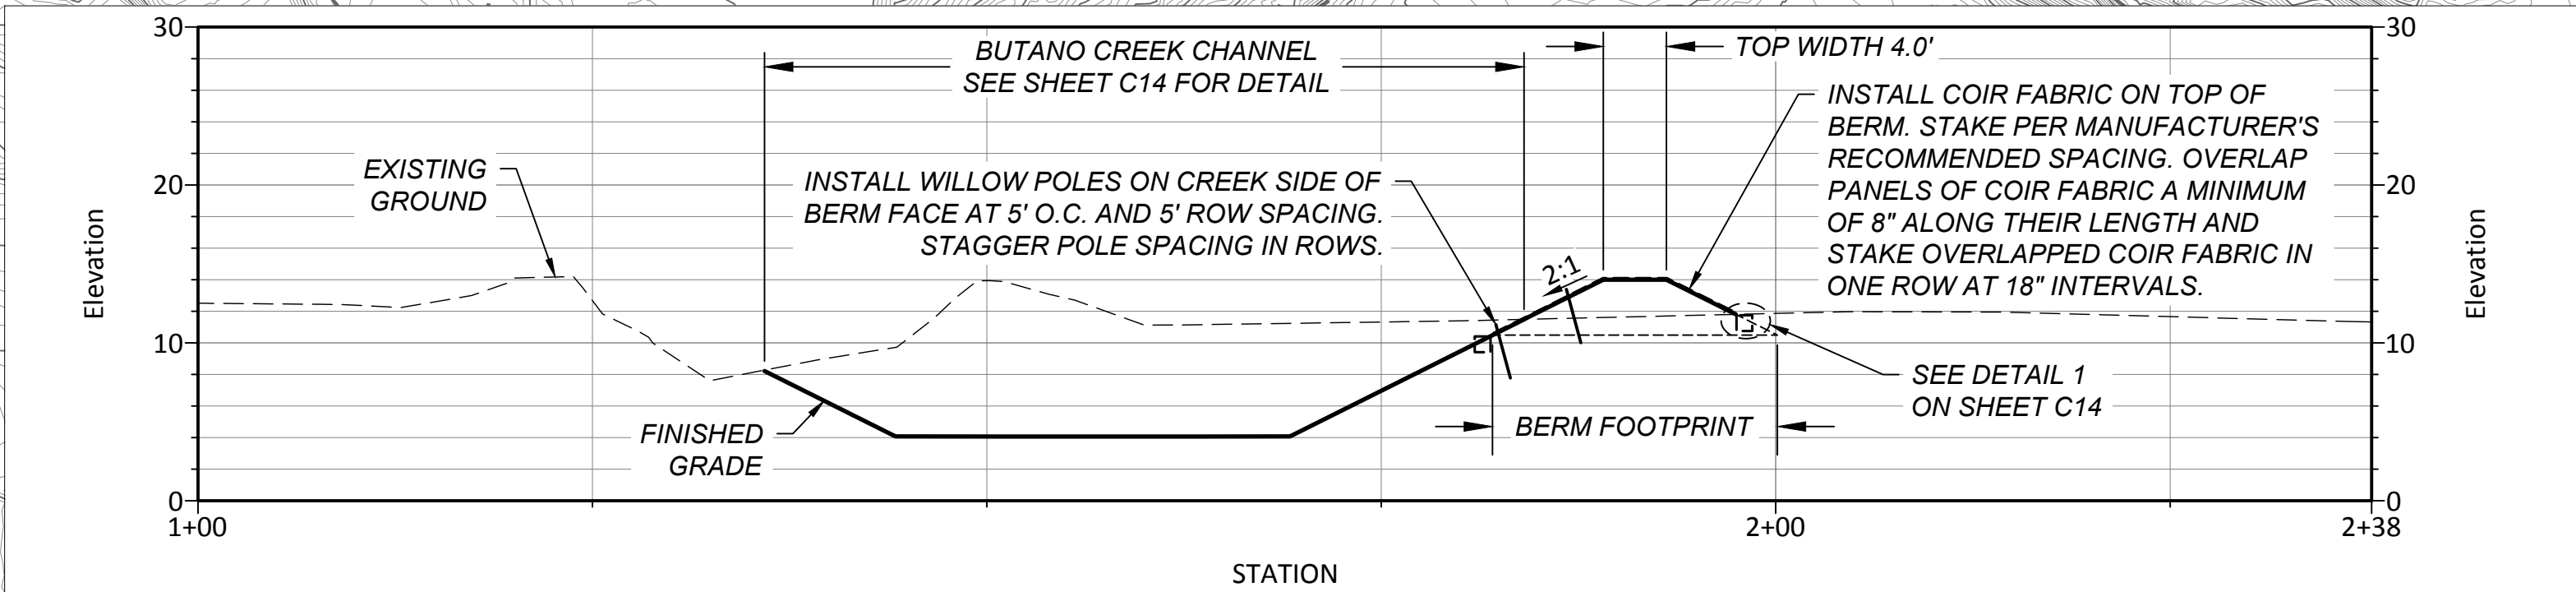 BUTANO CREEK CHANNEL
SEE SHEET C14 FOR DETAIL
TOP WIDTH 4.0'
INSTALL COIR FABRIC ON TOP OF
BERM. STAKE PER MANUFACTURER'S
RECOMMENDED SPACING. OVERLAP
PANELS OF COIR FABRIC A MINIMUM
OF 8" ALONG THEIR LENGTH AND
STAKE OVERLAPPED COIR FABRIC IN
ONE ROW AT 18" INTERVALS.
EXISTING
GROUND
INSTALL WILLOW POLES ON CREEK SIDE OF
BERM FACE AT 5' O.C. AND 5' ROW SPACING.
STAGGER POLE SPACING IN ROWS.
2:1
SEE DETAIL 1
ON SHEET C14
FINISHED
GRADE
BERM FOOTPRINT
Elevation
30
20
10
0
30
20
10
0
Elevation
1+00
2+00
2+38
STATION